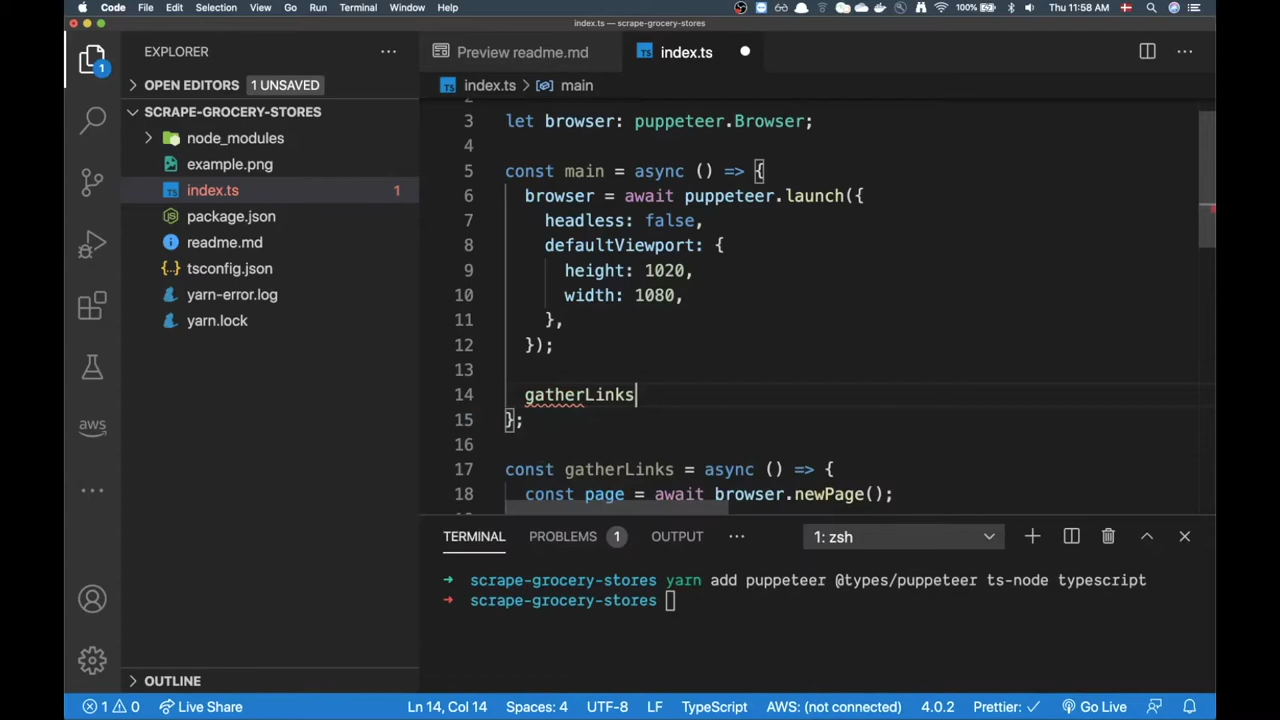 Code File Edit Selection View Go Run Terminal Window Help 100% Thu 11:58 AM
index.ts — scrape-grocery-stores
EXPLORER
Preview readme.md
TS index.ts
OPEN EDITORS 1 UNSAVED
TS index.ts > main
SCRAPE-GROCERY-STORES
node_modules
example.png
TS index.ts 1
package.json
readme.md
tsconfig.json
yarn-error.log
yarn.lock
1
aws
OUTLINE
2
3 let browser: puppeteer.Browser;
4
5 const main = async () => {
6 browser = await puppeteer.launch({
7 headless: false,
8 defaultViewport: {
9 height: 1020,
10 width: 1080,
11 },
12 });
13
14 gatherLinks
15 };
16
17 const gatherLinks = async () => {
18 const page = await browser.newPage();
TERMINAL PROBLEMS 1 OUTPUT ··· 1: zsh
→ scrape-grocery-stores yarn add puppeteer @types/puppeteer ts-node typescript
→ scrape-grocery-stores
1 0 Live Share Ln 14, Col 14 Spaces: 4 UTF-8 LF TypeScript AWS: (not connected) 4.0.2 Prettier: ✓ Go Live